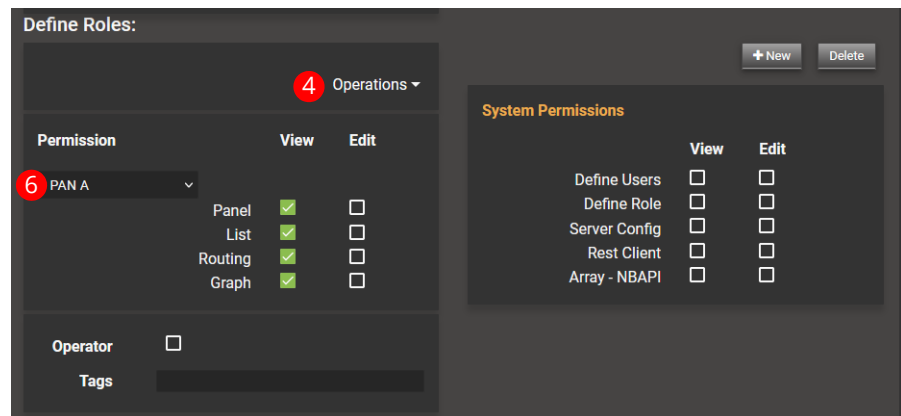 Define Roles:
4 Operations
Permission View Edit
6 PAN A
Panel
List
Routing
Graph
Operator
Tags
+ New Delete
System Permissions
View Edit
Define Users
Define Role
Server Config
Rest Client
Array - NBAPI